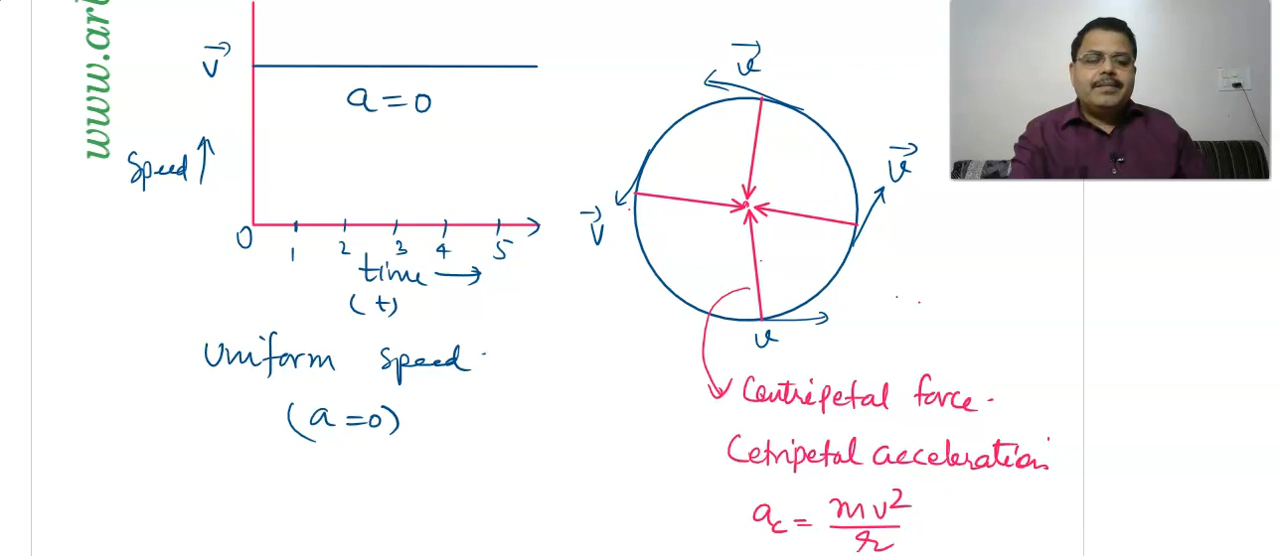 www.ar
v⃗
a = 0
Speed ↑
0 1 2 3 4 5
time →
(t)
Uniform speed.
(a = 0)
v⃗
v⃗
v⃗
v
Centripetal force.
Cetripetal acceleration
a_c = mv²/r